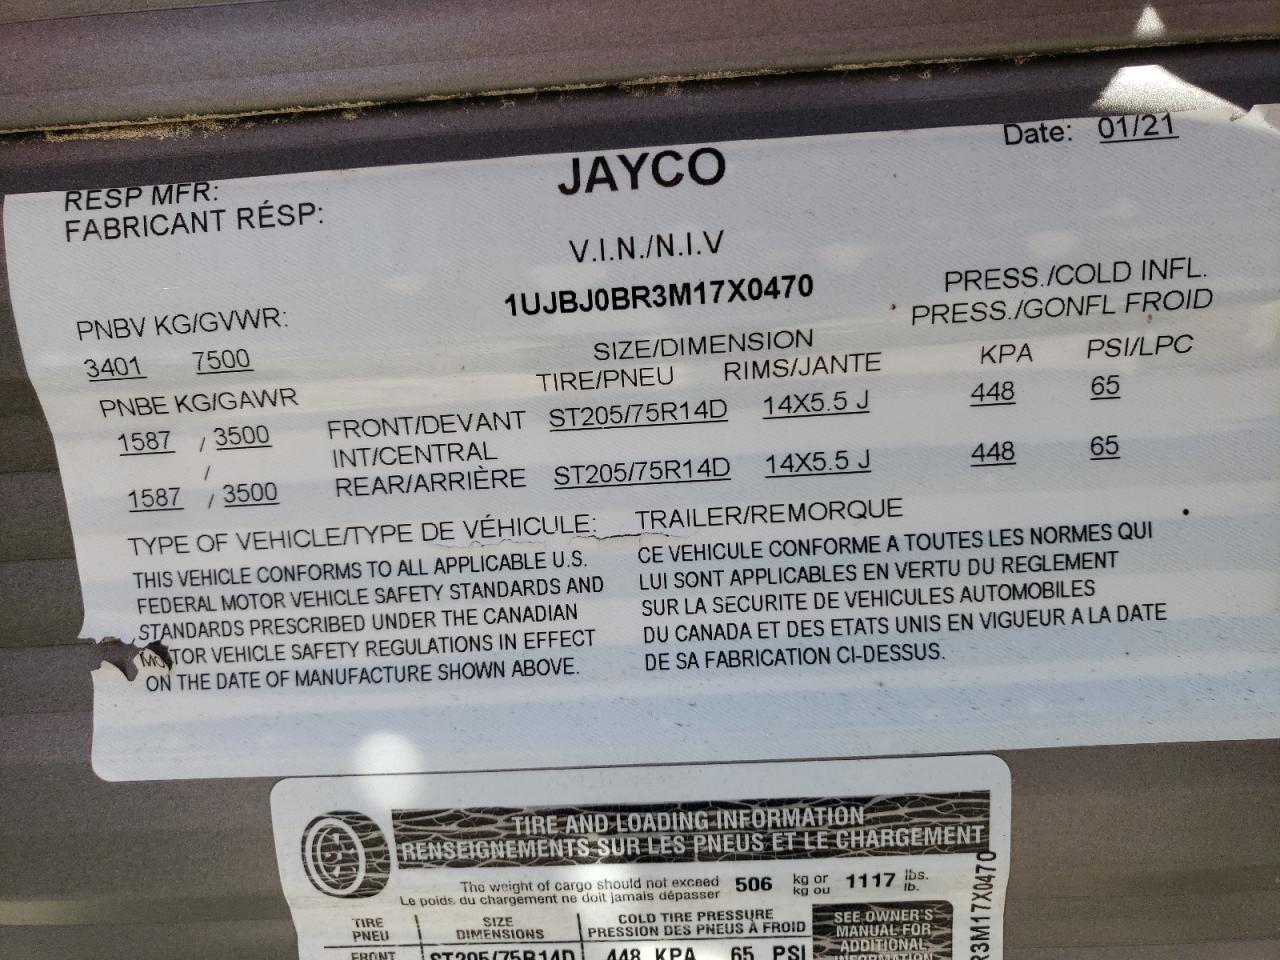 Date: 01/21
JAYCO
RESP MFR:
FABRICANT RÉSP:
V.I.N./N.I.V
1UJBJ0BR3M17X0470
PNBV KG/GVWR:
3401 7500
PRESS./COLD INFL.
PRESS./GONFL FROID
SIZE/DIMENSION
TIRE/PNEU RIMS/JANTE KPA PSI/LPC
PNBE KG/GAWR
1587 / 3500 FRONT/DEVANT ST205/75R14D 14X5.5 J 448 65
/ INT/CENTRAL
1587 / 3500 REAR/ARRIÈRE ST205/75R14D 14X5.5 J 448 65
TYPE OF VEHICLE/TYPE DE VÉHICULE: TRAILER/REMORQUE
THIS VEHICLE CONFORMS TO ALL APPLICABLE U.S.
FEDERAL MOTOR VEHICLE SAFETY STANDARDS AND
STANDARDS PRESCRIBED UNDER THE CANADIAN
MOTOR VEHICLE SAFETY REGULATIONS IN EFFECT
ON THE DATE OF MANUFACTURE SHOWN ABOVE.
CE VEHICULE CONFORME A TOUTES LES NORMES QUI
LUI SONT APPLICABLES EN VERTU DU REGLEMENT
SUR LA SECURITE DE VEHICULES AUTOMOBILES
DU CANADA ET DES ETATS UNIS EN VIGUEUR A LA DATE
DE SA FABRICATION CI-DESSUS.
TIRE AND LOADING INFORMATION
RENSEIGNEMENTS SUR LES PNEUS ET LE CHARGEMENT
The weight of cargo should not exceed 506 kg or 1117 lbs.
Le poids du chargement ne doit jamais dépasser kg ou lb.
TIRE SIZE COLD TIRE PRESSURE
PNEU DIMENSIONS PRESSION DES PNEUS À FROID
SEE OWNER'S
MANUAL FOR
ADDITIONAL
INFORMATION
FRONT ST205/75R14D 448 KPA 65 PSI
R3M17X0470